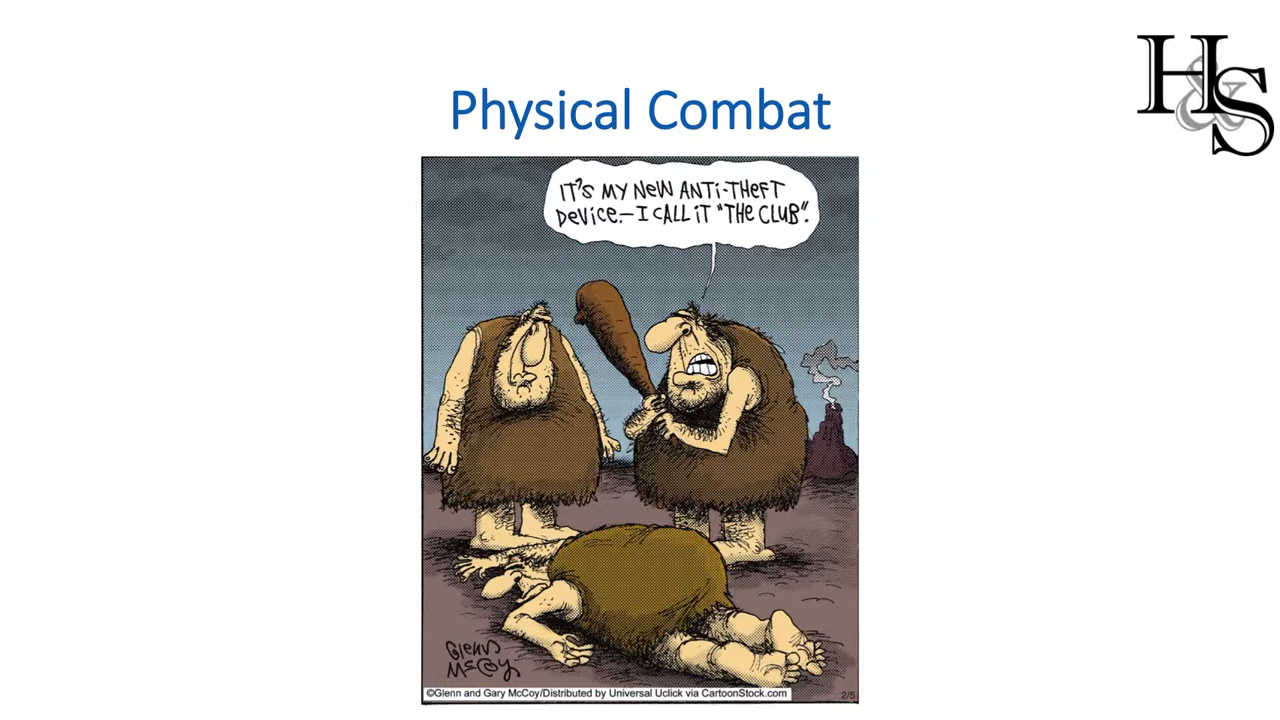 H&S
Physical Combat
IT'S MY NEW ANTI-THEFT
DEVICE.– I CALL IT "THE CLUB".
GLENN
McCOY
©Glenn and Gary McCoy/Distributed by Universal Uclick via CartoonStock.com
2/5